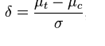 δ = (μ_t − μ_c) / σ,